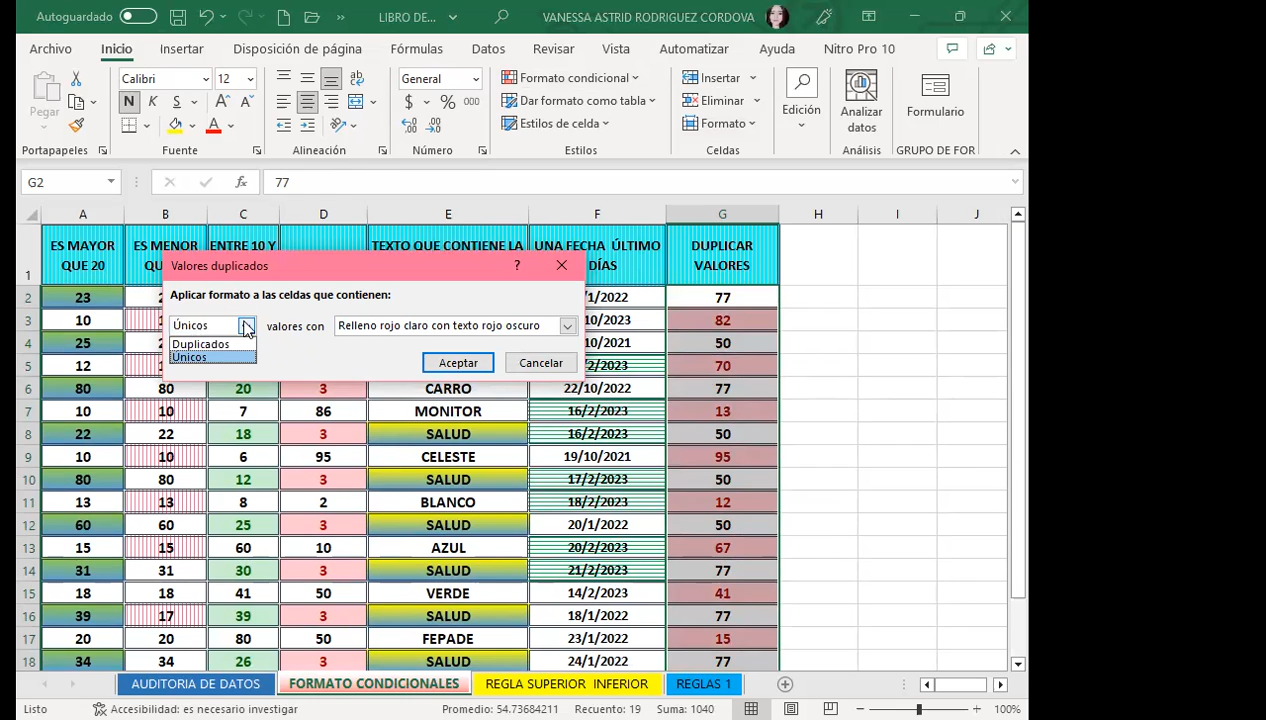 Autoguardado LIBRO DE... VANESSA ASTRID RODRIGUEZ CORDOVA
Archivo Inicio Insertar Disposición de página Fórmulas Datos Revisar Vista Automatizar Ayuda Nitro Pro 10
Pegar Calibri 12 General Formato condicional Insertar Edición Analizar datos Formulario
N K S $ % 000 Dar formato como tabla Eliminar
Estilos de celda Formato
Portapapeles Fuente Alineación Número Estilos Celdas Análisis GRUPO DE FOR
G2 fx 77
A B C D E F G H I J
1 ES MAYOR QUE 20 ES MENOR ENTRE 10 Y TEXTO QUE CONTIENE LA UNA FECHA ÚLTIMO DÍAS DUPLICAR VALORES
Valores duplicados ? ×
Aplicar formato a las celdas que contienen:
Únicos valores con Relleno rojo claro con texto rojo oscuro
Duplicados
Únicos
Aceptar Cancelar
2 23 1/2022 77
3 10 82
4 25 50
5 12 70
6 80 80 20 3 CARRO 22/10/2022 77
7 10 10 7 86 MONITOR 16/2/2023 13
8 22 22 18 3 SALUD 16/2/2023 50
9 10 10 6 95 CELESTE 19/10/2021 95
10 80 80 12 3 SALUD 17/2/2023 50
11 13 13 8 2 BLANCO 18/2/2023 12
12 60 60 25 3 SALUD 20/1/2022 50
13 15 15 60 10 AZUL 20/2/2023 67
14 31 31 30 3 SALUD 21/2/2023 77
15 18 18 41 50 VERDE 14/2/2023 41
16 39 17 39 3 SALUD 18/1/2022 77
17 20 20 80 50 FEPADE 23/1/2022 15
18 34 34 26 3 SALUD 24/1/2022 77
AUDITORIA DE DATOS FORMATO CONDICIONALES REGLA SUPERIOR INFERIOR REGLAS 1
Listo Accesibilidad: es necesario investigar Promedio: 54.73684211 Recuento: 19 Suma: 1040 100%